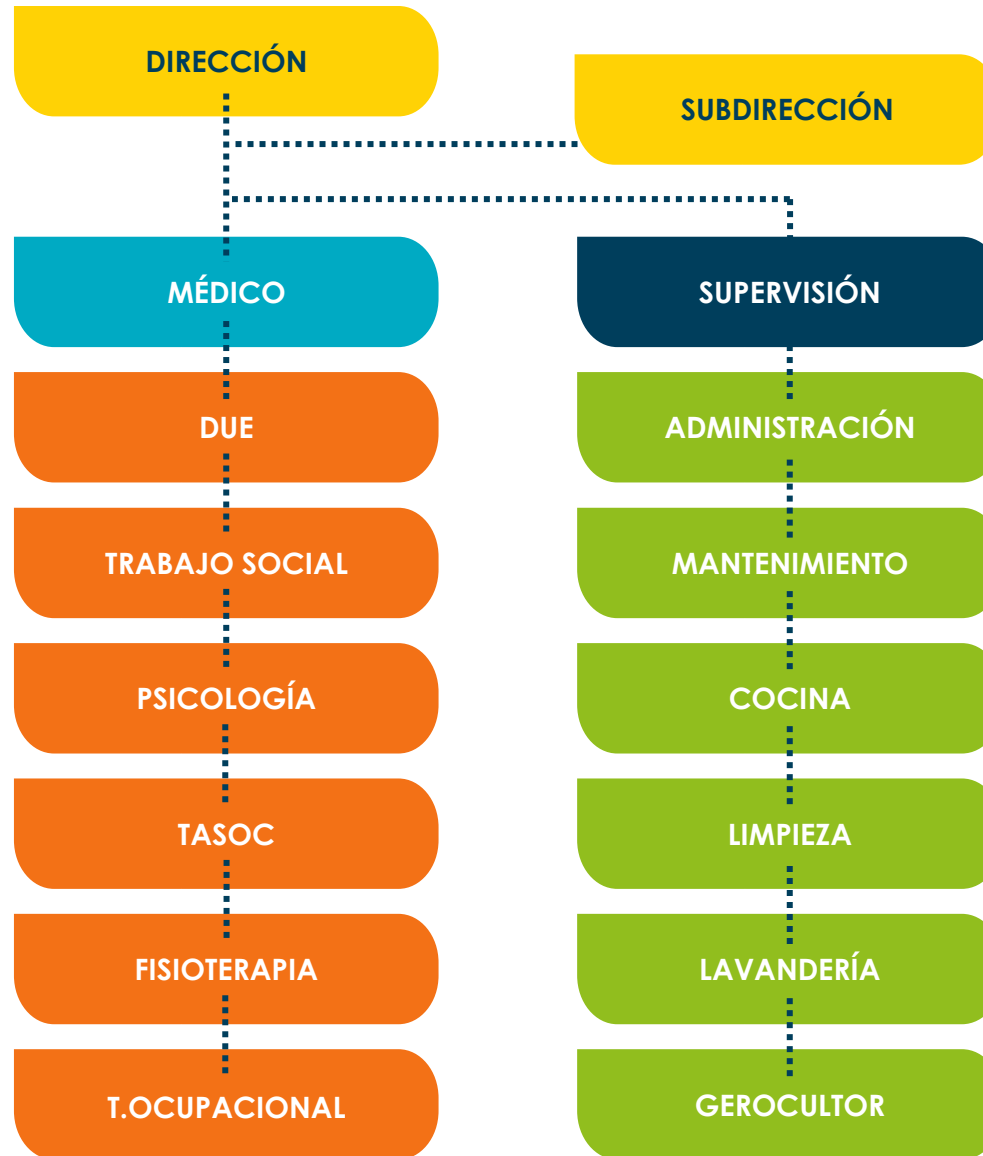 DIRECCIÓN
SUBDIRECCIÓN
MÉDICO
SUPERVISIÓN
DUE
ADMINISTRACIÓN
TRABAJO SOCIAL
MANTENIMIENTO
PSICOLOGÍA
COCINA
TASOC
LIMPIEZA
FISIOTERAPIA
LAVANDERÍA
T.OCUPACIONAL
GEROCULTOR